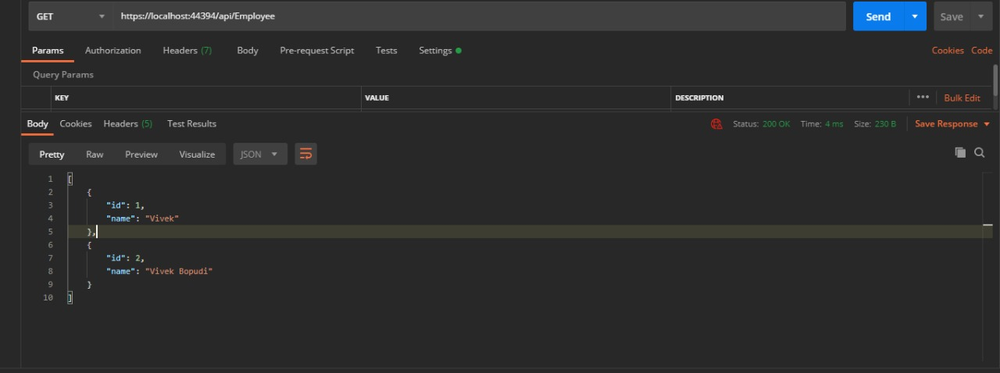 GET https://localhost:44394/api/Employee Send Save
Params Authorization Headers (7) Body Pre-request Script Tests Settings Cookies Code
Query Params
KEY VALUE DESCRIPTION ••• Bulk Edit
Body Cookies Headers (5) Test Results Status: 200 OK Time: 4 ms Size: 230 B Save Response
Pretty Raw Preview Visualize JSON
1 [
2 {
3 "id": 1,
4 "name": "Vivek"
5 },
6 {
7 "id": 2,
8 "name": "Vivek Bopudi"
9 }
10 ]